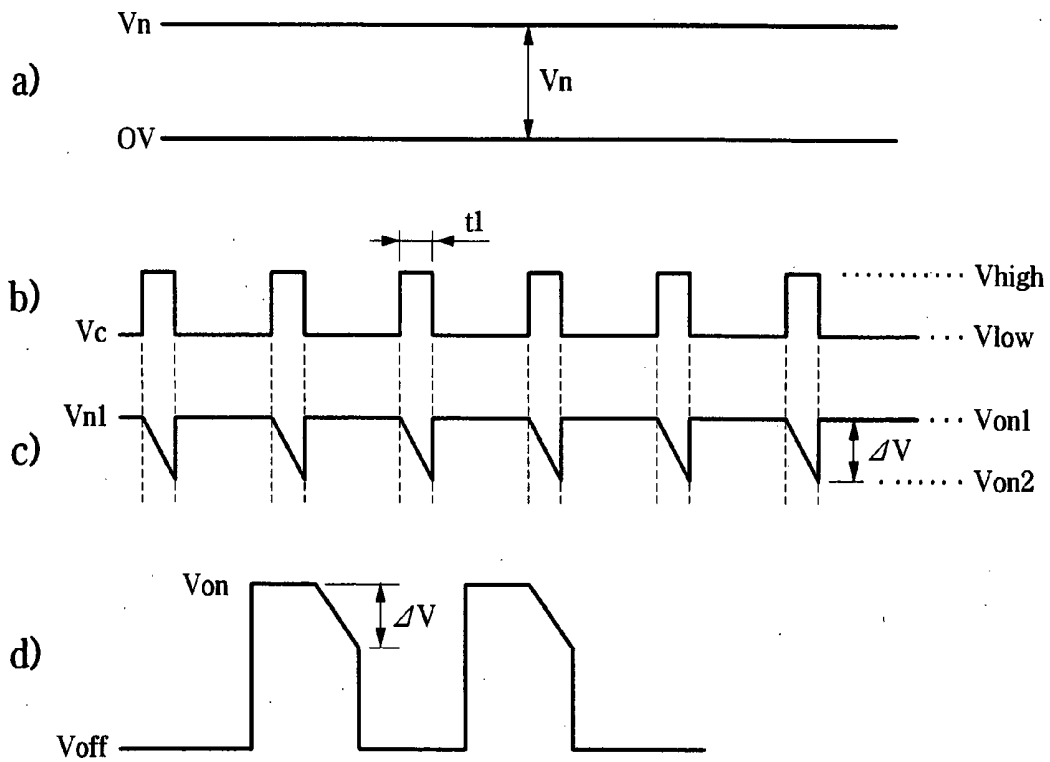 Vn
Vn
a)
OV
t1
Vhigh
b)
Vc
Vlow
Vn1
Von1
c)
ΔV
Von2
Von
ΔV
d)
Voff